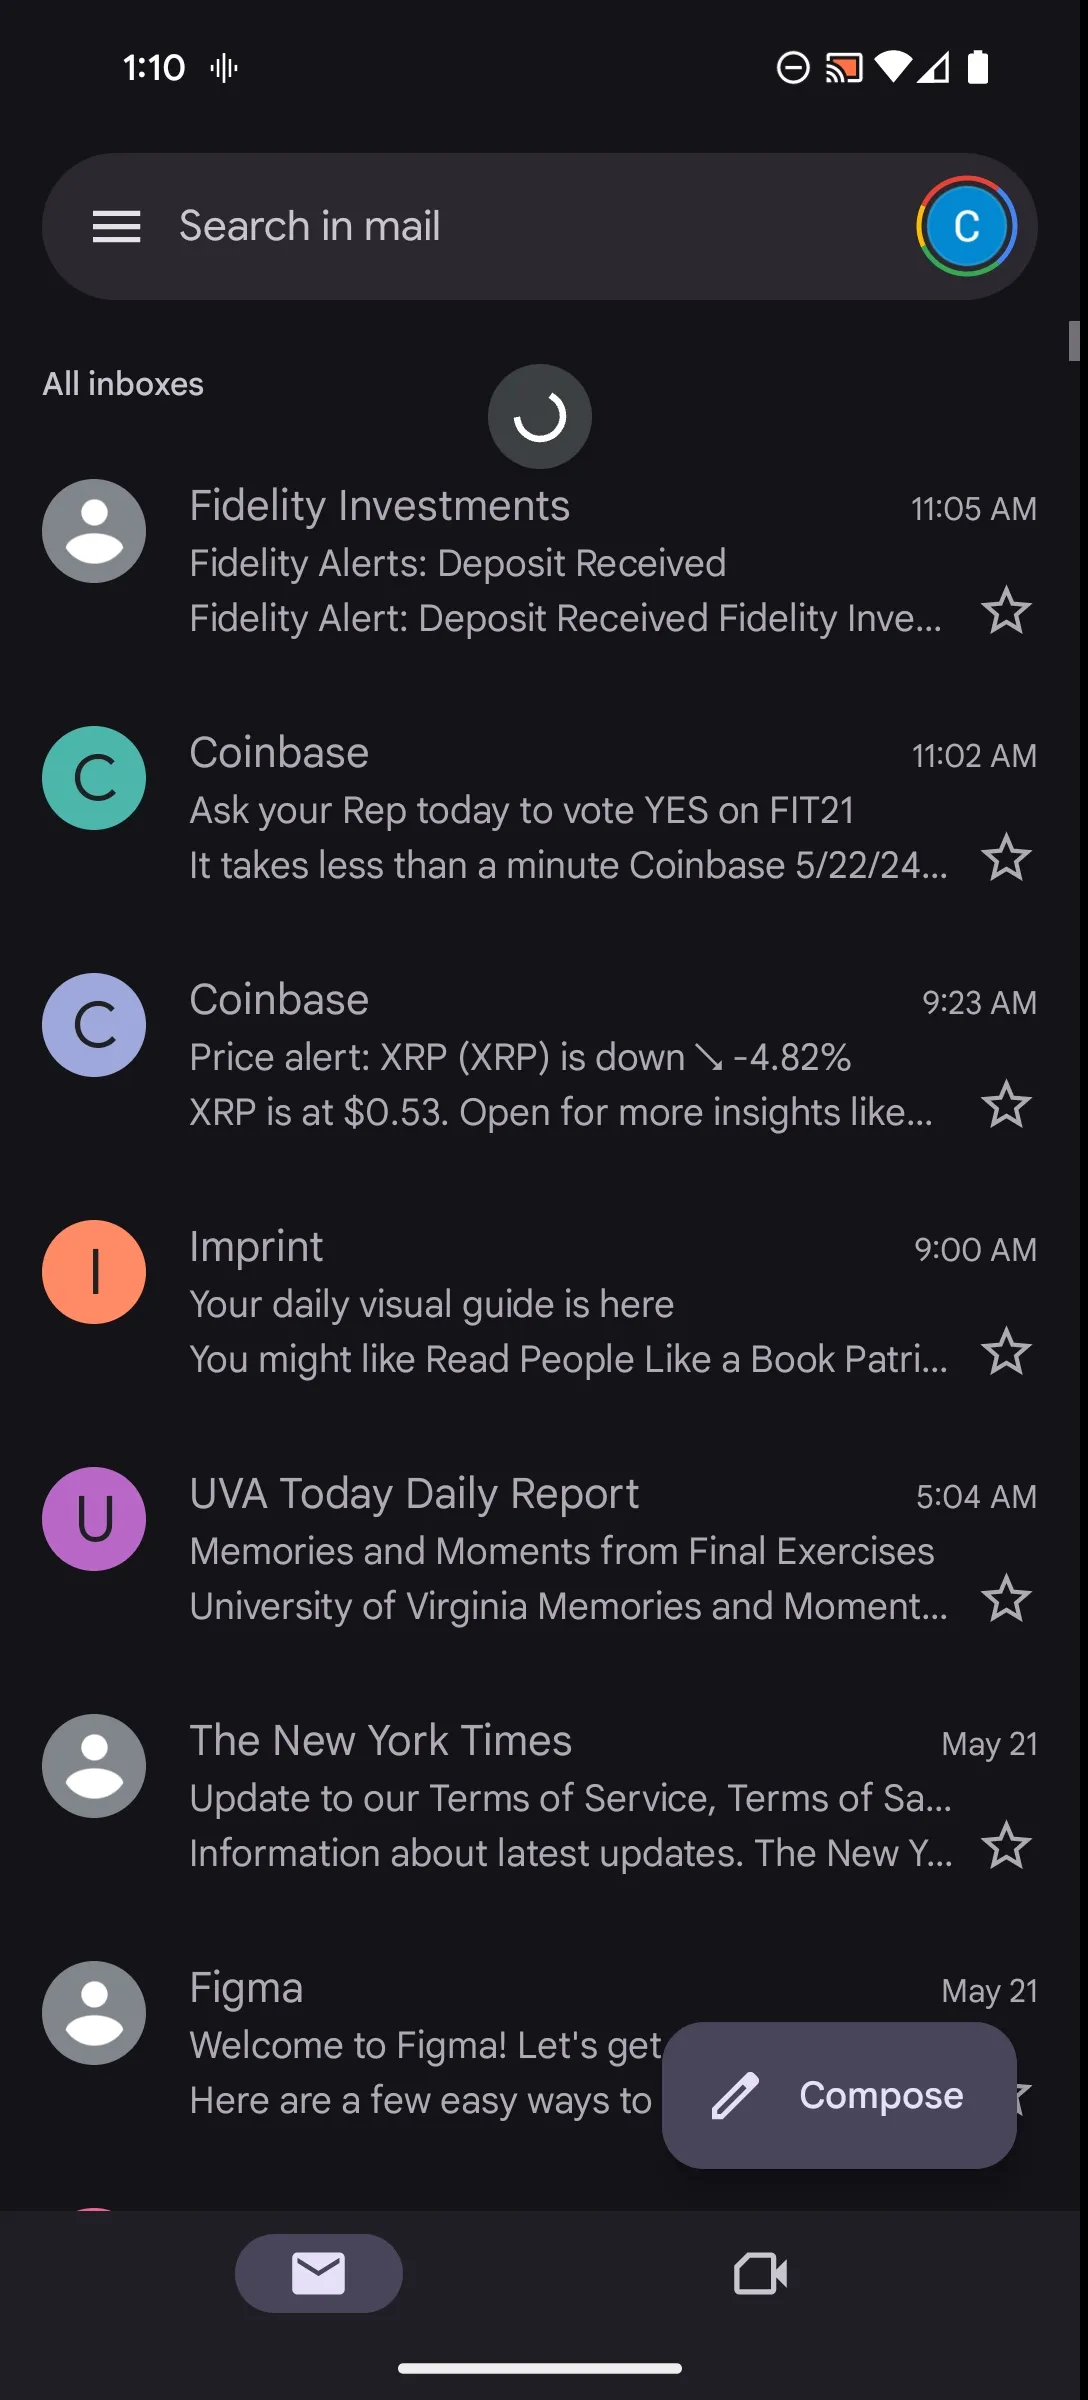 1:10
Search in mail
C
All inboxes
Fidelity Investments
11:05 AM
Fidelity Alerts: Deposit Received
Fidelity Alert: Deposit Received Fidelity Inve...
C
Coinbase
11:02 AM
Ask your Rep today to vote YES on FIT21
It takes less than a minute Coinbase 5/22/24...
C
Coinbase
9:23 AM
Price alert: XRP (XRP) is down ↘ -4.82%
XRP is at $0.53. Open for more insights like...
I
Imprint
9:00 AM
Your daily visual guide is here
You might like Read People Like a Book Patri...
U
UVA Today Daily Report
5:04 AM
Memories and Moments from Final Exercises
University of Virginia Memories and Moment...
The New York Times
May 21
Update to our Terms of Service, Terms of Sa...
Information about latest updates. The New Y...
Figma
May 21
Welcome to Figma! Let's get
Here are a few easy ways to
Compose